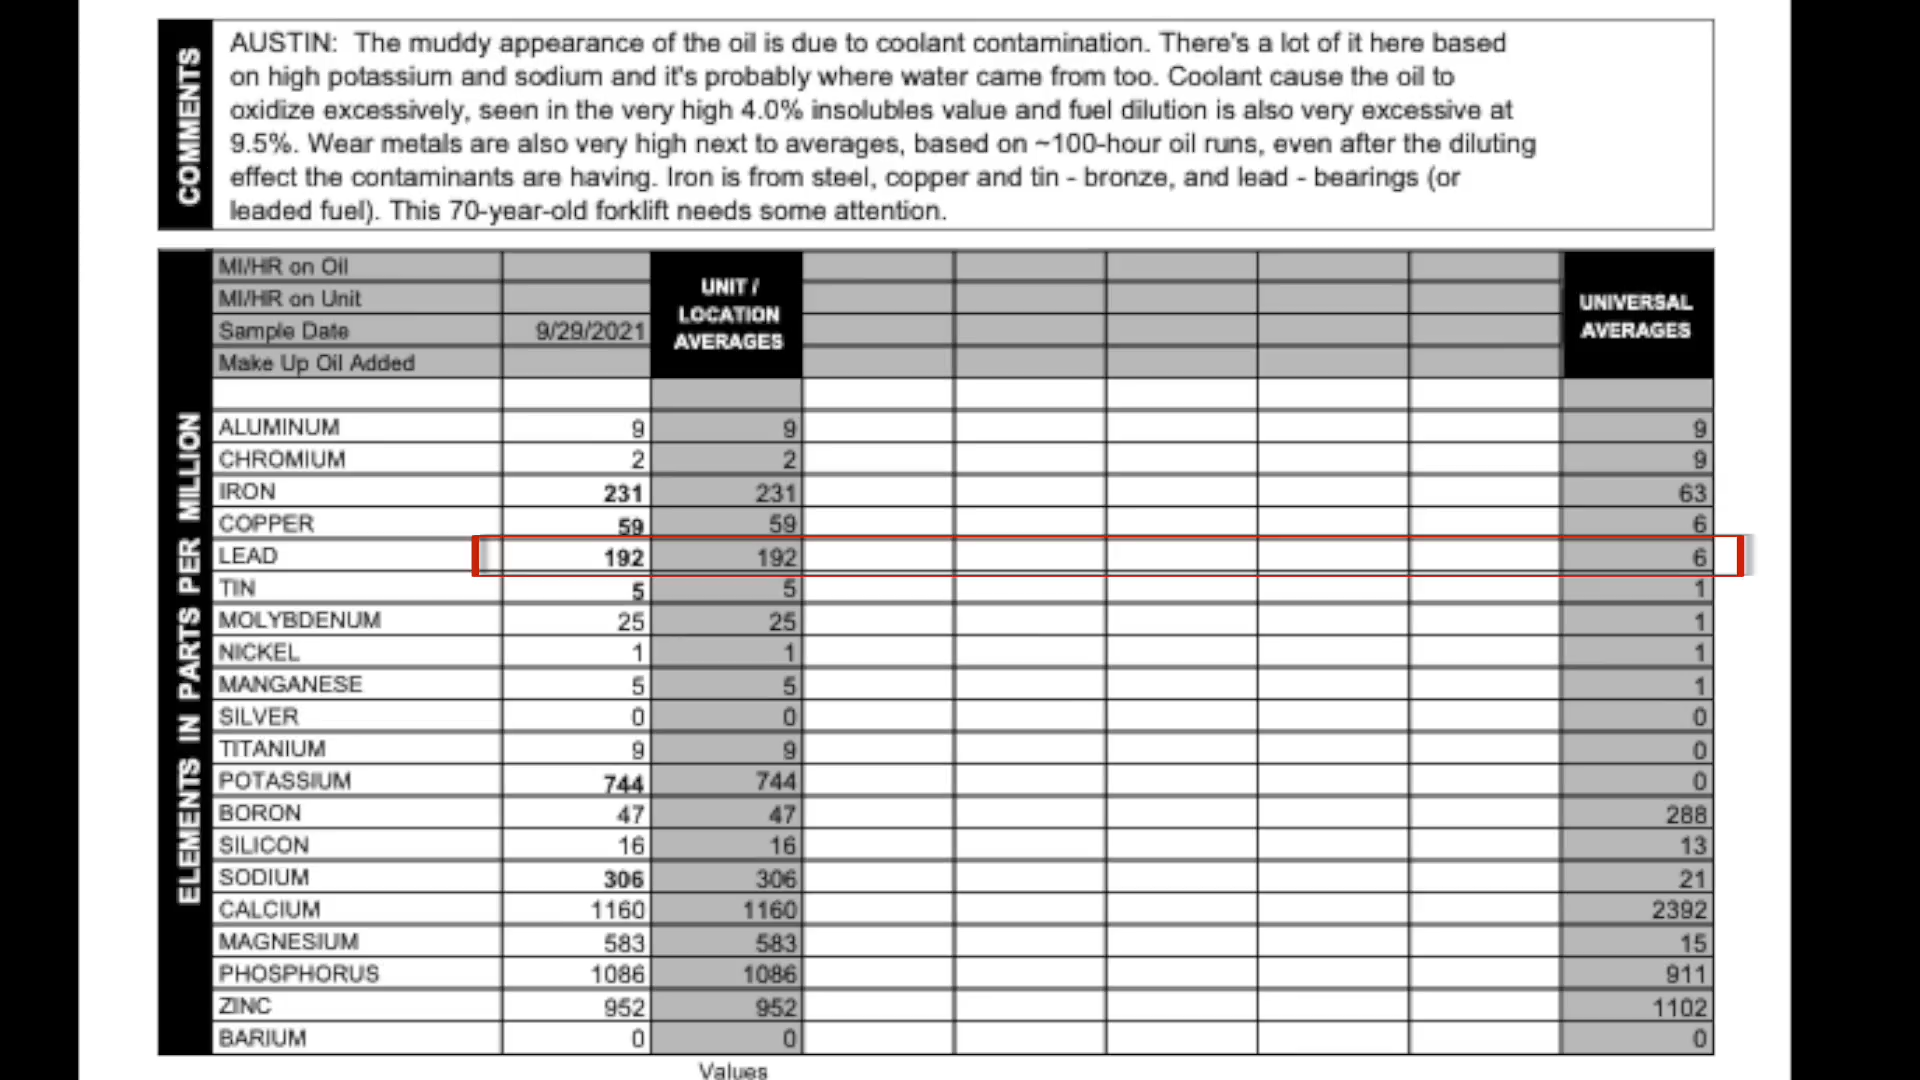 COMMENTS
AUSTIN: The muddy appearance of the oil is due to coolant contamination. There's a lot of it here based
on high potassium and sodium and it's probably where water came from too. Coolant cause the oil to
oxidize excessively, seen in the very high 4.0% insolubles value and fuel dilution is also very excessive at
9.5%. Wear metals are also very high next to averages, based on ~100-hour oil runs, even after the diluting
effect the contaminants are having. Iron is from steel, copper and tin - bronze, and lead - bearings (or
leaded fuel). This 70-year-old forklift needs some attention.
MI/HR on Oil
MI/HR on Unit
Sample Date 9/29/2021
Make Up Oil Added
UNIT /
LOCATION
AVERAGES
UNIVERSAL
AVERAGES
ELEMENTS IN PARTS PER MILLION
ALUMINUM 9 9 9
CHROMIUM 2 2 9
IRON 231 231 63
COPPER 59 59 6
LEAD 192 192 6
TIN 5 5 1
MOLYBDENUM 25 25 1
NICKEL 1 1 1
MANGANESE 5 5 1
SILVER 0 0 0
TITANIUM 9 9 0
POTASSIUM 744 744 0
BORON 47 47 288
SILICON 16 16 13
SODIUM 306 306 21
CALCIUM 1160 1160 2392
MAGNESIUM 583 583 15
PHOSPHORUS 1086 1086 911
ZINC 952 952 1102
BARIUM 0 0 0
Values